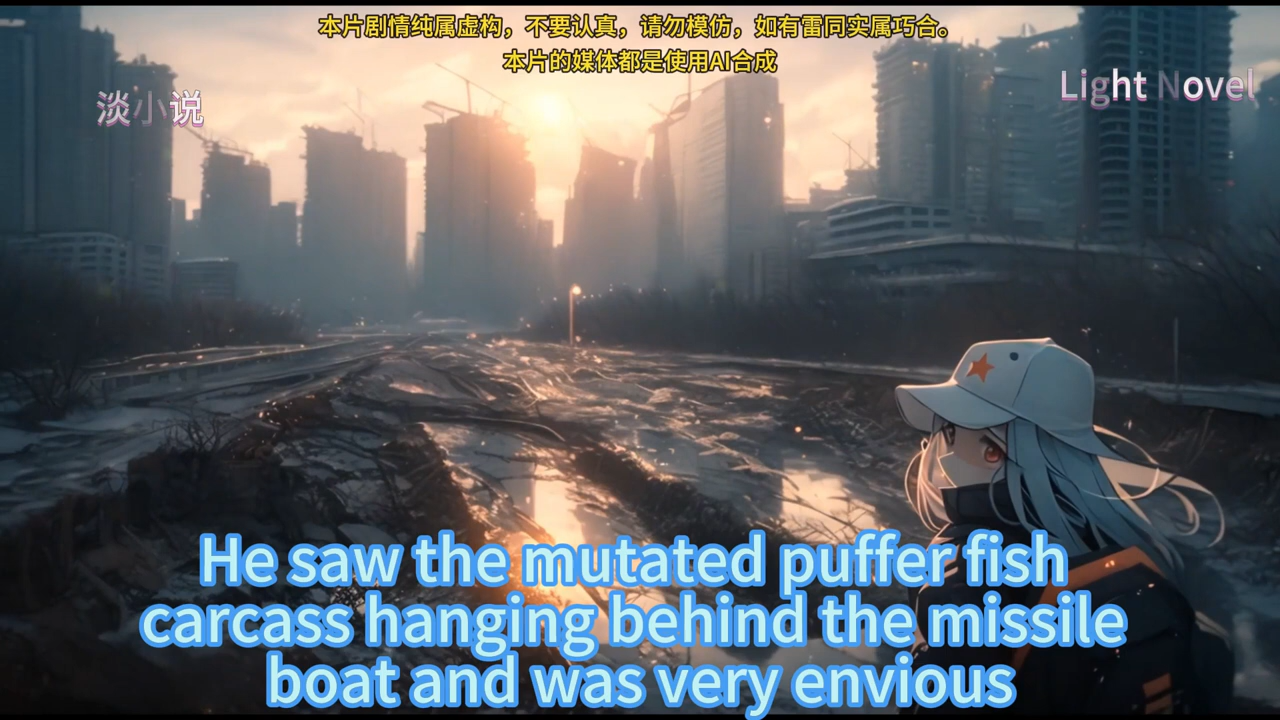 本片剧情纯属虚构，不要认真，请勿模仿，如有雷同实属巧合。
本片的媒体都是使用AI合成
淡小说
Light Novel
He saw the mutated puffer fish
carcass hanging behind the missile
boat and was very envious